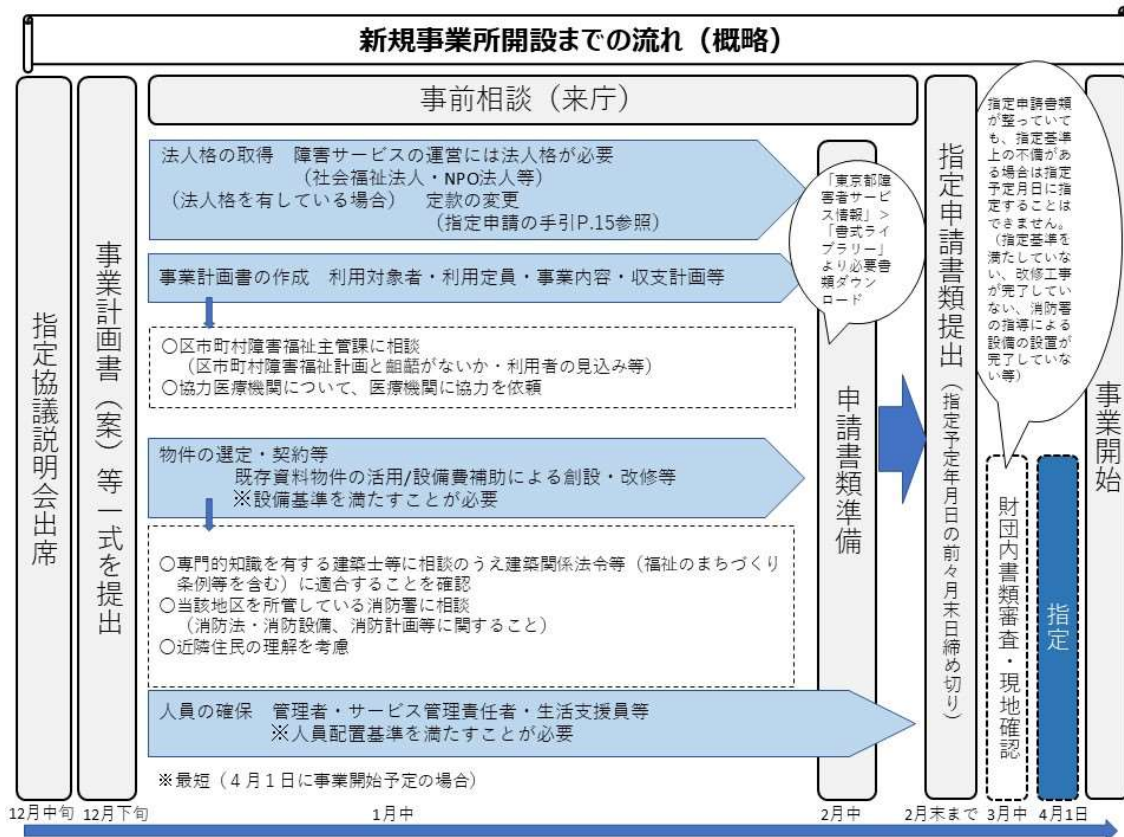 新規事業所開設までの流れ(概略)
指定協議説明会出席
事業計画書(案)等一式を提出
事前相談(来庁)
法人格の取得 障害サービスの運営には法人格が必要
(社会福祉法人・NPO法人等)
(法人格を有している場合) 定款の変更
(指定申請の手引P.15参照)
事業計画書の作成 利用対象者・利用定員・事業内容・収支計画等
○区市町村障害福祉主管課に相談
(区市町村障害福祉計画と齟齬がないか・利用者の見込み等)
○協力医療機関について、医療機関に協力を依頼
物件の選定・契約等
既存資料物件の活用/設備費補助による創設・改修等
※設備基準を満たすことが必要
○専門的知識を有する建築士等に相談のうえ建築関係法令等(福祉のまちづくり
条例等を含む)に適合することを確認
○当該地区を所管している消防署に相談
(消防法・消防設備、消防計画等に関すること)
○近隣住民の理解を考慮
人員の確保 管理者・サービス管理責任者・生活支援員等
※人員配置基準を満たすことが必要
※最短(4月1日に事業開始予定の場合)
「東京都障
害者サービ
ス情報」>
「書式ライ
ブラリー」
より必要書
類ダウン
ロード
申請書類準備
指定申請書類提出(指定予定年月日の前々月末日締め切り)
指定申請書類
が整っていて
も、指定基準
上の不備があ
る場合は指定
予定月日に指
定することは
できません。
(指定基準を
満たしていな
い、改修工事
が完了してい
ない、消防署
の指導による
設備の設置が
完了していな
い等)
財団内書類審査・現地確認
指定
事業開始
12月中旬
12月下旬
1月中
2月中
2月末まで
3月中
4月1日